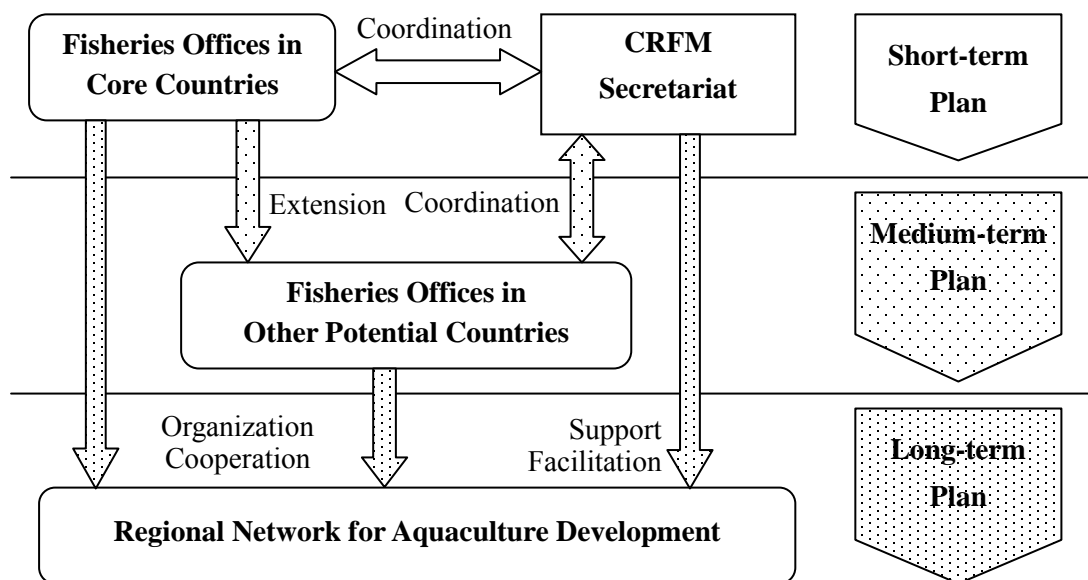 Fisheries Offices in
Core Countries
Coordination
CRFM
Secretariat
Short-term
Plan
Extension
Coordination
Medium-term
Plan
Fisheries Offices in
Other Potential Countries
Organization
Cooperation
Support
Facilitation
Long-term
Plan
Regional Network for Aquaculture Development